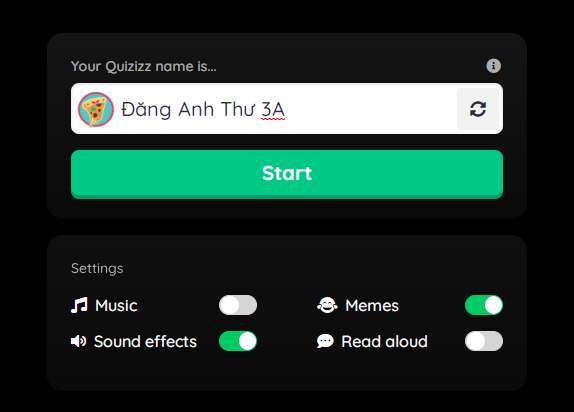 Your Quizizz name is...
Đăng Anh Thư 3A
Start
Settings
Music
Memes
Sound effects
Read aloud